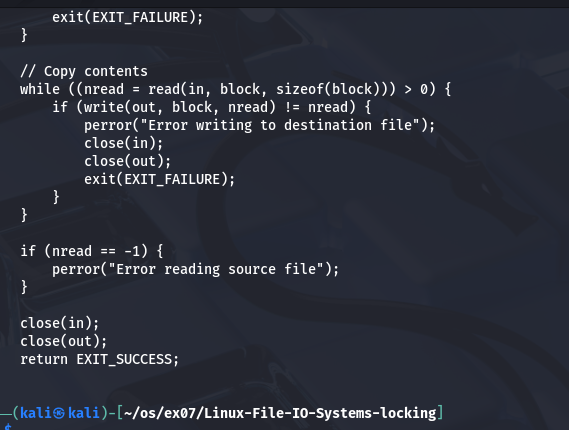 exit(EXIT_FAILURE);
}

// Copy contents
while ((nread = read(in, block, sizeof(block))) > 0) {
    if (write(out, block, nread) != nread) {
        perror("Error writing to destination file");
        close(in);
        close(out);
        exit(EXIT_FAILURE);
    }
}

if (nread == -1) {
    perror("Error reading source file");
}

close(in);
close(out);
return EXIT_SUCCESS;

─(kali㉿kali)-[~/os/ex07/Linux-File-IO-Systems-locking]
$